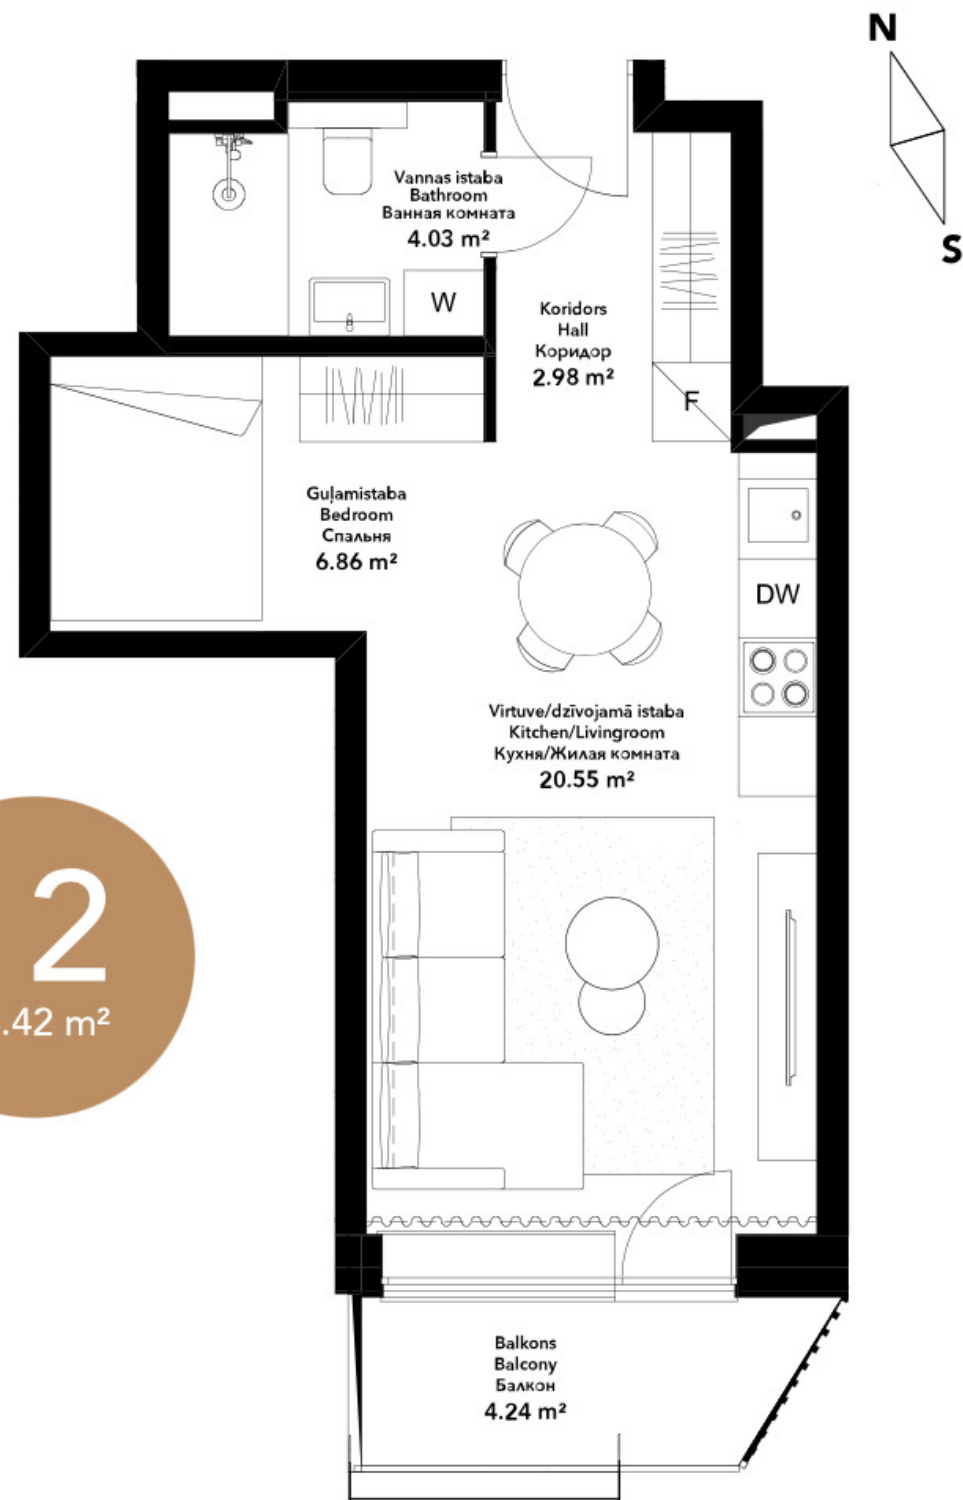 N
S
Vannas istaba
Bathroom
Ванная комната
4.03 m²
W
Koridors
Hall
Коридор
2.98 m²
F
Guļamistaba
Bedroom
Спальня
6.86 m²
DW
Virtuve/dzīvojamā istaba
Kitchen/Livingroom
Кухня/Жилая комната
20.55 m²
2
.42 m²
Balkons
Balcony
Балкон
4.24 m²